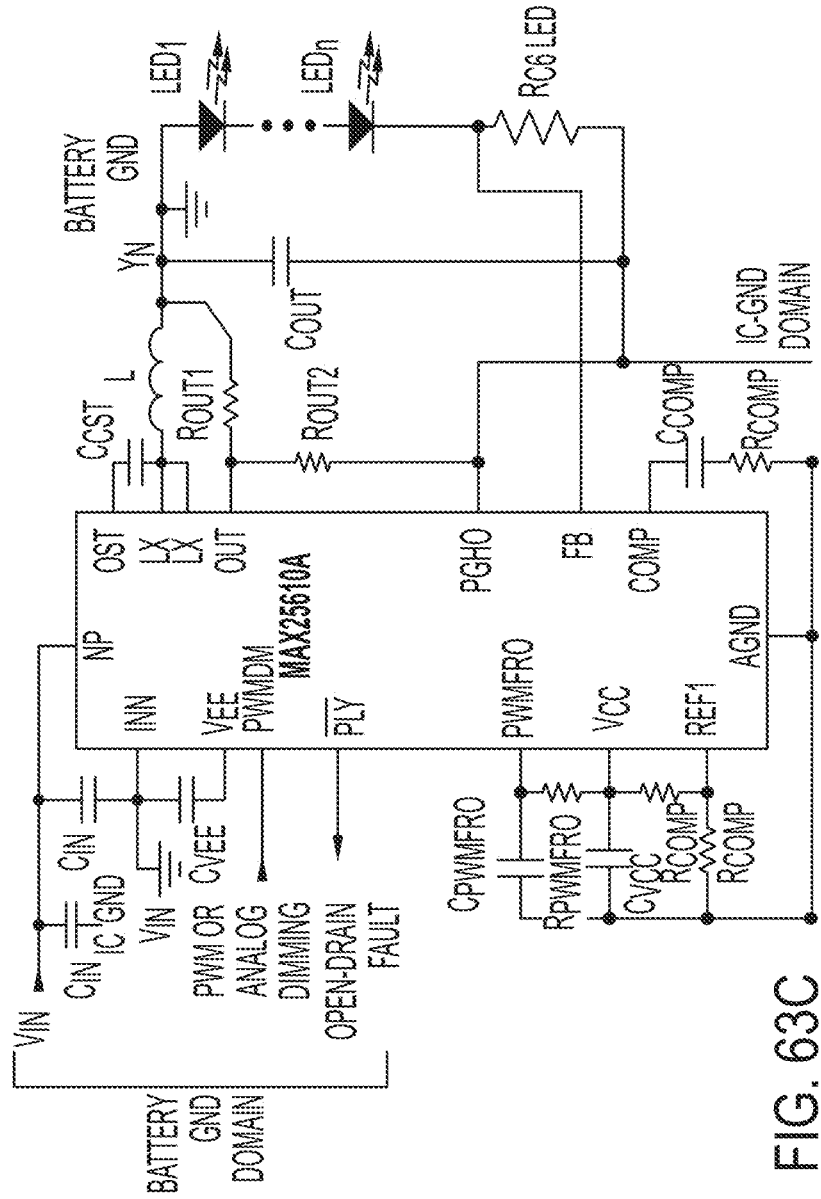 BATTERY
GND
DOMAIN
VIN
CIN
IC GND
CIN
VIN
CVEE
PWM OR
ANALOG
DIMMING
OPEN-DRAIN
FAULT
CPWMFRO
RPWMFRO
CVCC
RCOMP
RCOMP
NP
INN
VEE
PWMDM
MAX25610A
PLY
PWMFRO
VCC
REF1
AGND
OST
LX
LX
OUT
PGHO
FB
COMP
CCST
L
ROUT1
ROUT2
CCOMP
RCOMP
COUT
IC-GND
DOMAIN
YN
BATTERY
GND
LED1
LEDn
RC6 LED
FIG. 63C